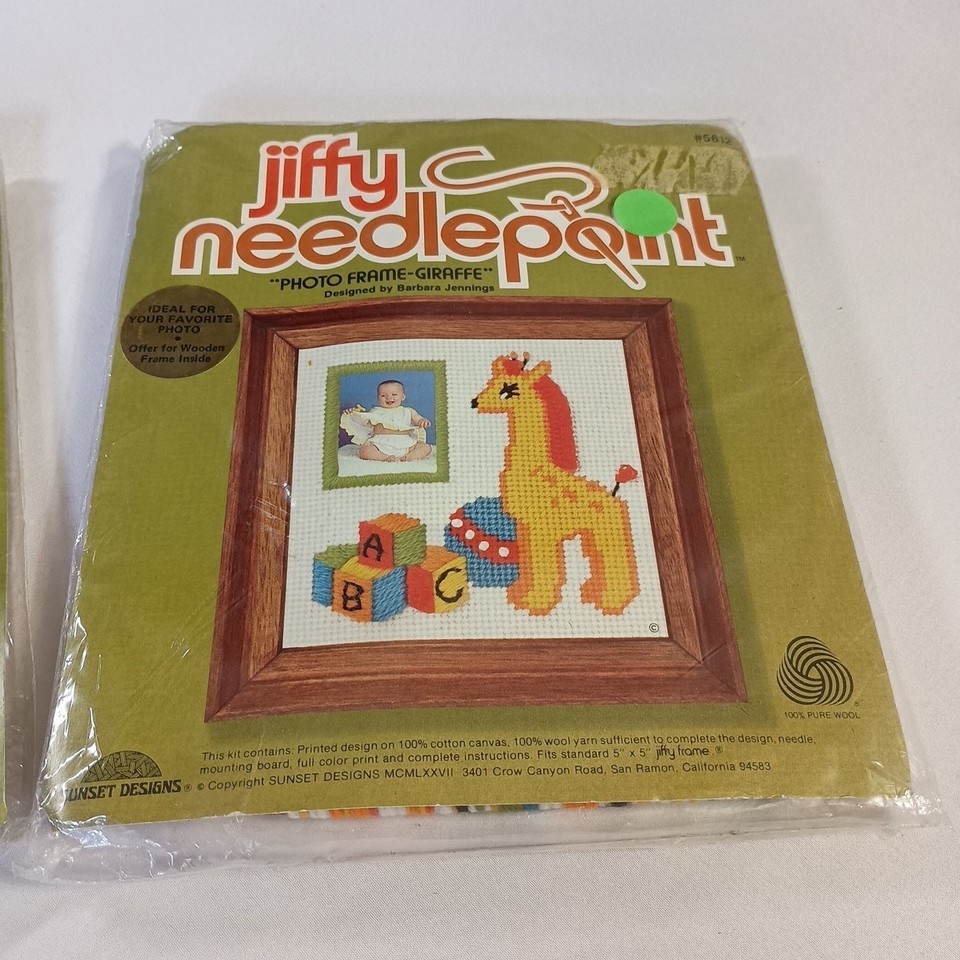 #5612
jiffy
needlepoint™
"PHOTO FRAME-GIRAFFE"
Designed by Barbara Jennings
IDEAL FOR
YOUR FAVORITE
PHOTO
•
Offer for Wooden
Frame Inside
A
B C
©
100% PURE WOOL
This kit contains: Printed design on 100% cotton canvas, 100% wool yarn sufficient to complete the design, needle,
mounting board, full color print and complete instructions. Fits standard 5" x 5" jiffy frame ®
SUNSET DESIGNS® © Copyright SUNSET DESIGNS MCMLXXVII 3401 Crow Canyon Road, San Ramon, California 94583